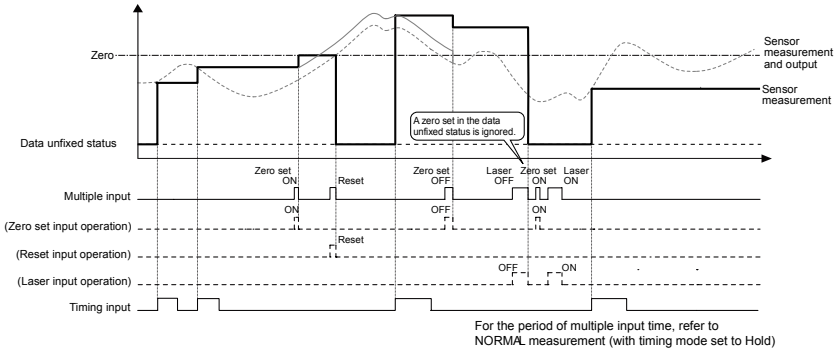 Zero
Sensor
measurement
and output
Sensor
measurement
A zero set in the data
unfixed status is ignored.
Data unfixed status
Zero set
ON
Reset
Zero set
OFF
Laser
OFF
Zero set
ON
Laser
ON
Multiple input
ON
OFF
ON
(Zero set input operation)
Reset
(Reset input operation)
OFF
ON
(Laser input operation)
Timing input
For the period of multiple input time, refer to
NORMAL measurement (with timing mode set to Hold)